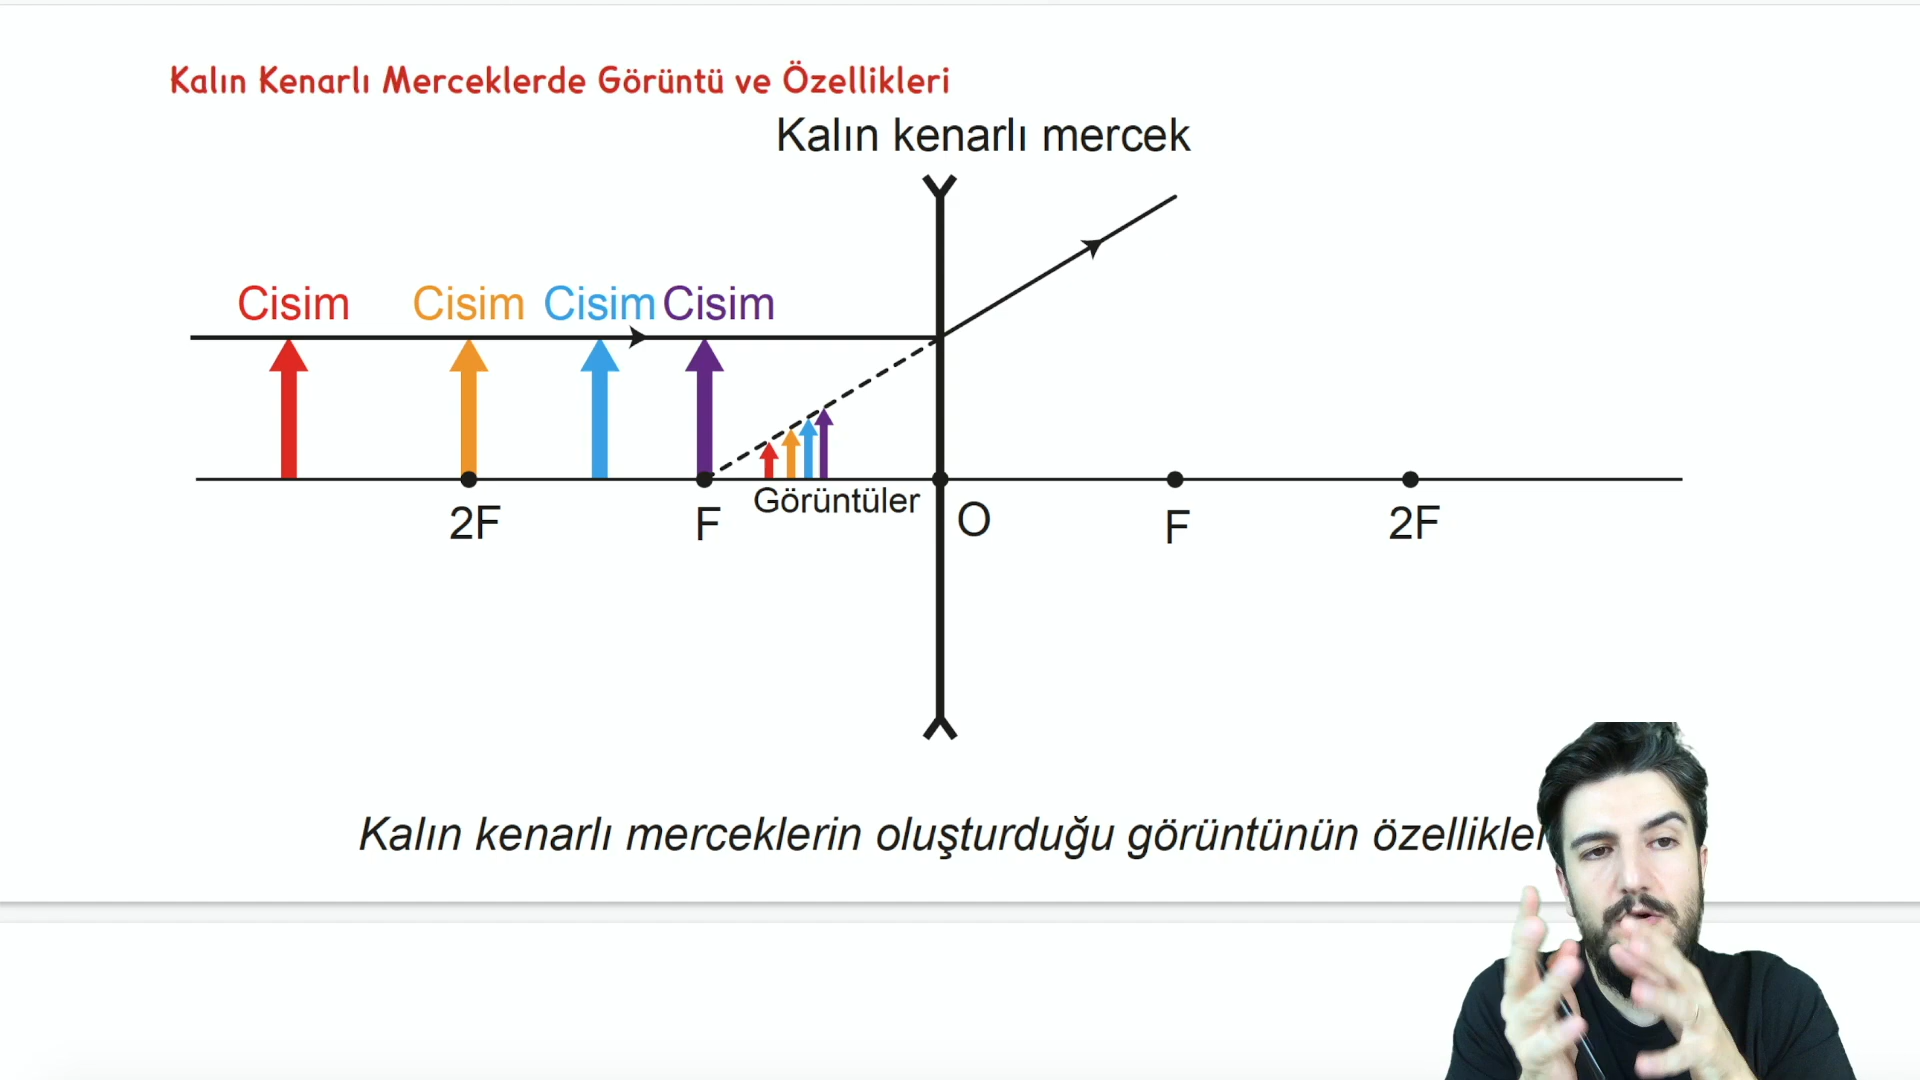 Kalın Kenarlı Merceklerde Görüntü ve Özellikleri
Kalın kenarlı mercek
Cisim Cisim Cisim Cisim
Görüntüler
2F F O F 2F
Kalın kenarlı merceklerin oluşturduğu görüntünün